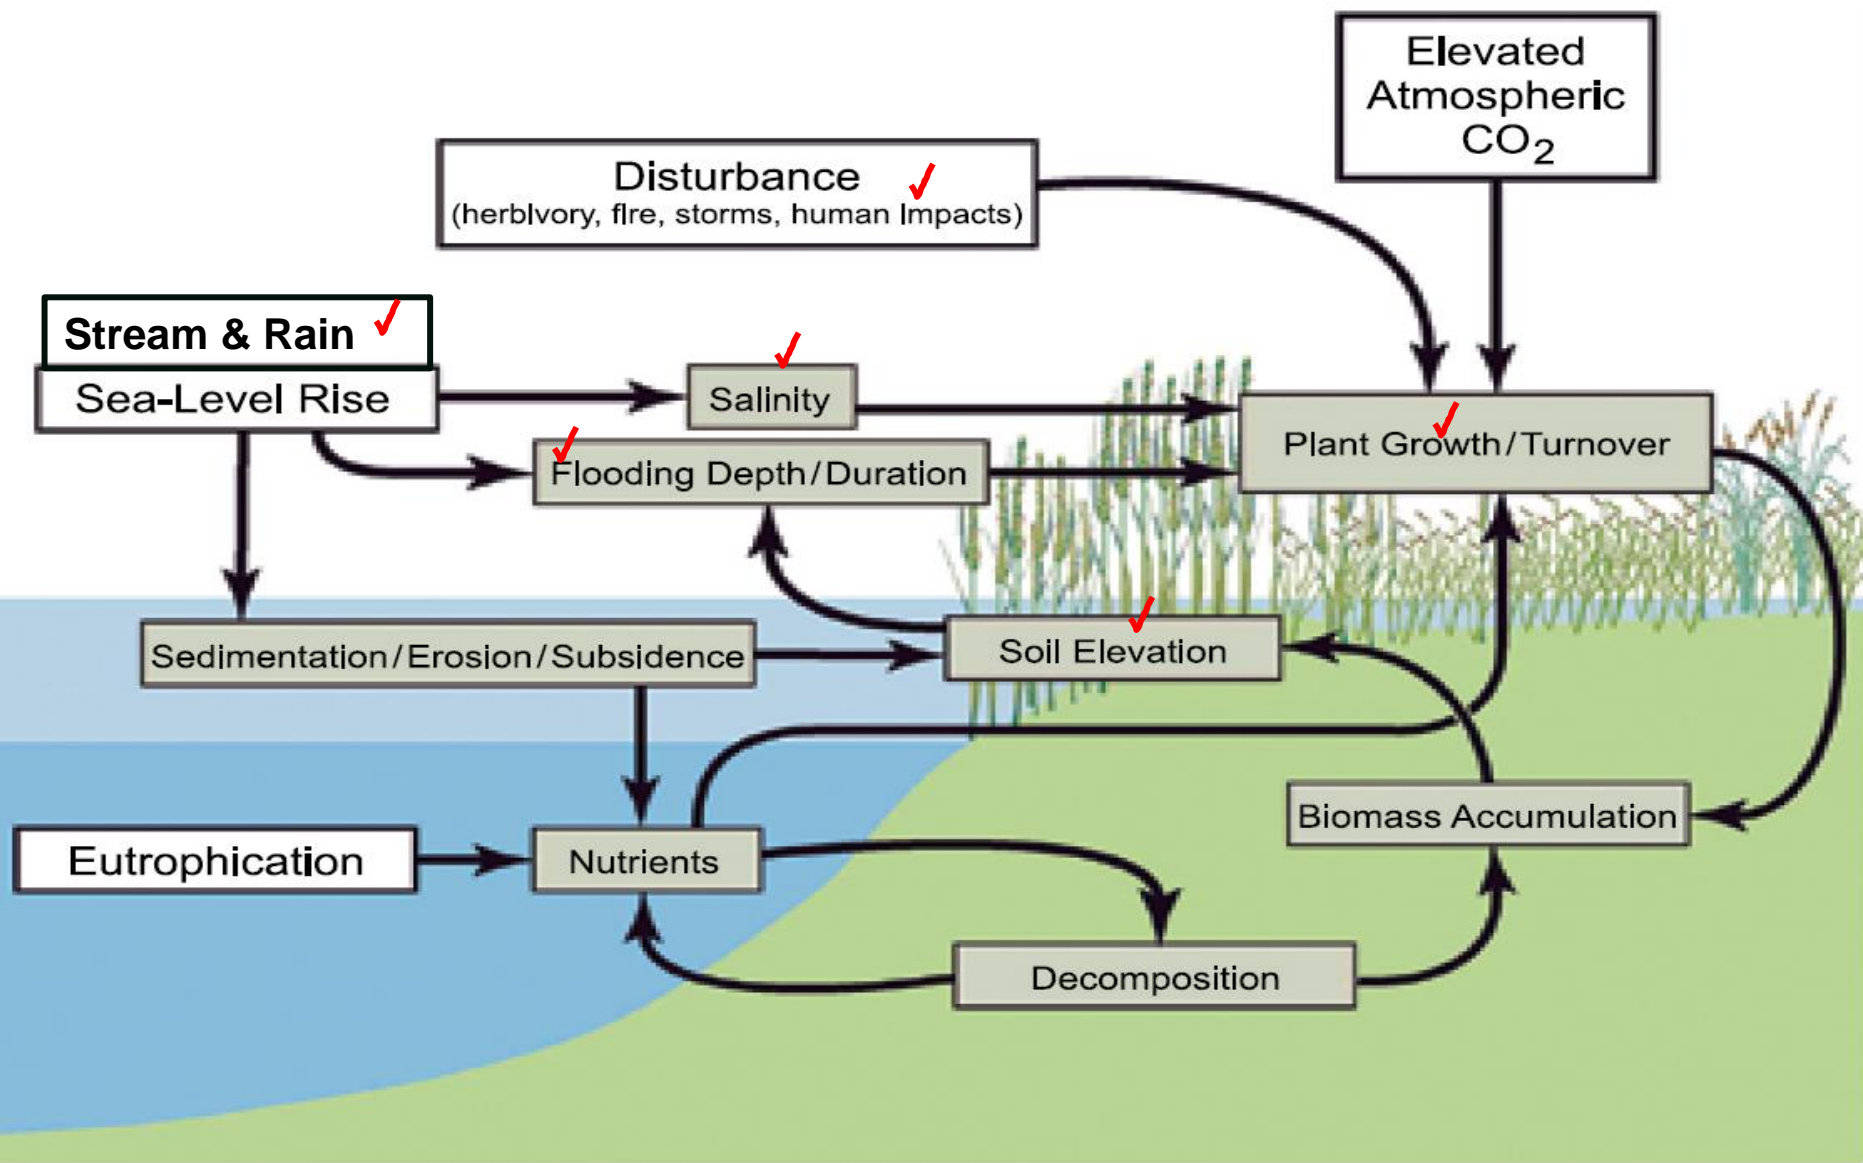 Elevated
Atmospheric
CO₂
Disturbance
(herbivory, fire, storms, human Impacts)
Stream & Rain
Sea-Level Rise
Salinity
Flooding Depth/Duration
Plant Growth/Turnover
Sedimentation/Erosion/Subsidence
Soil Elevation
Biomass Accumulation
Eutrophication
Nutrients
Decomposition